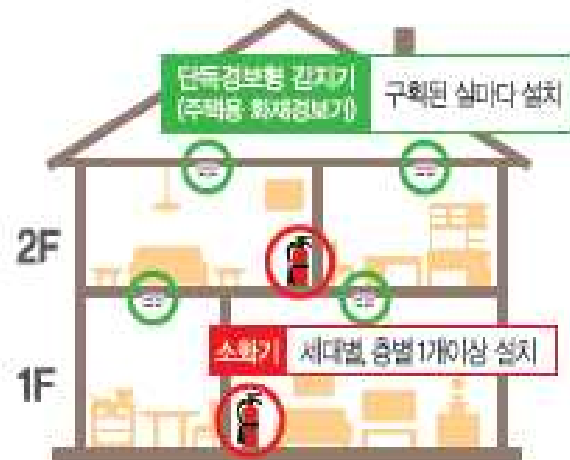 단독경보형 감지기
(주택용 화재경보기)
구획된 실마다 설치
2F
소화기
세대별, 층별 1개이상 설치
1F